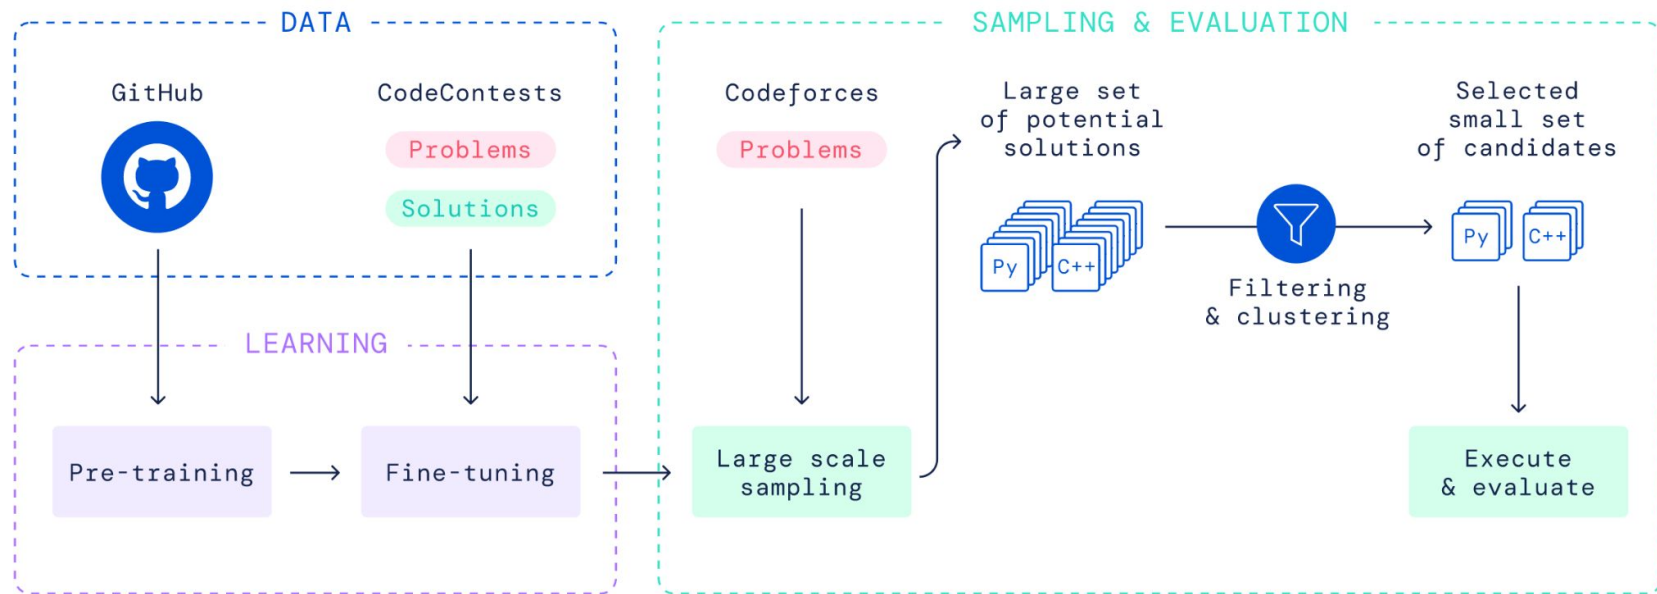 DATA
GitHub
CodeContests
Problems
Solutions
LEARNING
Pre-training
Fine-tuning
SAMPLING & EVALUATION
Codeforces
Problems
Large scale
sampling
Large set
of potential
solutions
Py
C++
Filtering
& clustering
Selected
small set
of candidates
Py
C++
Execute
& evaluate